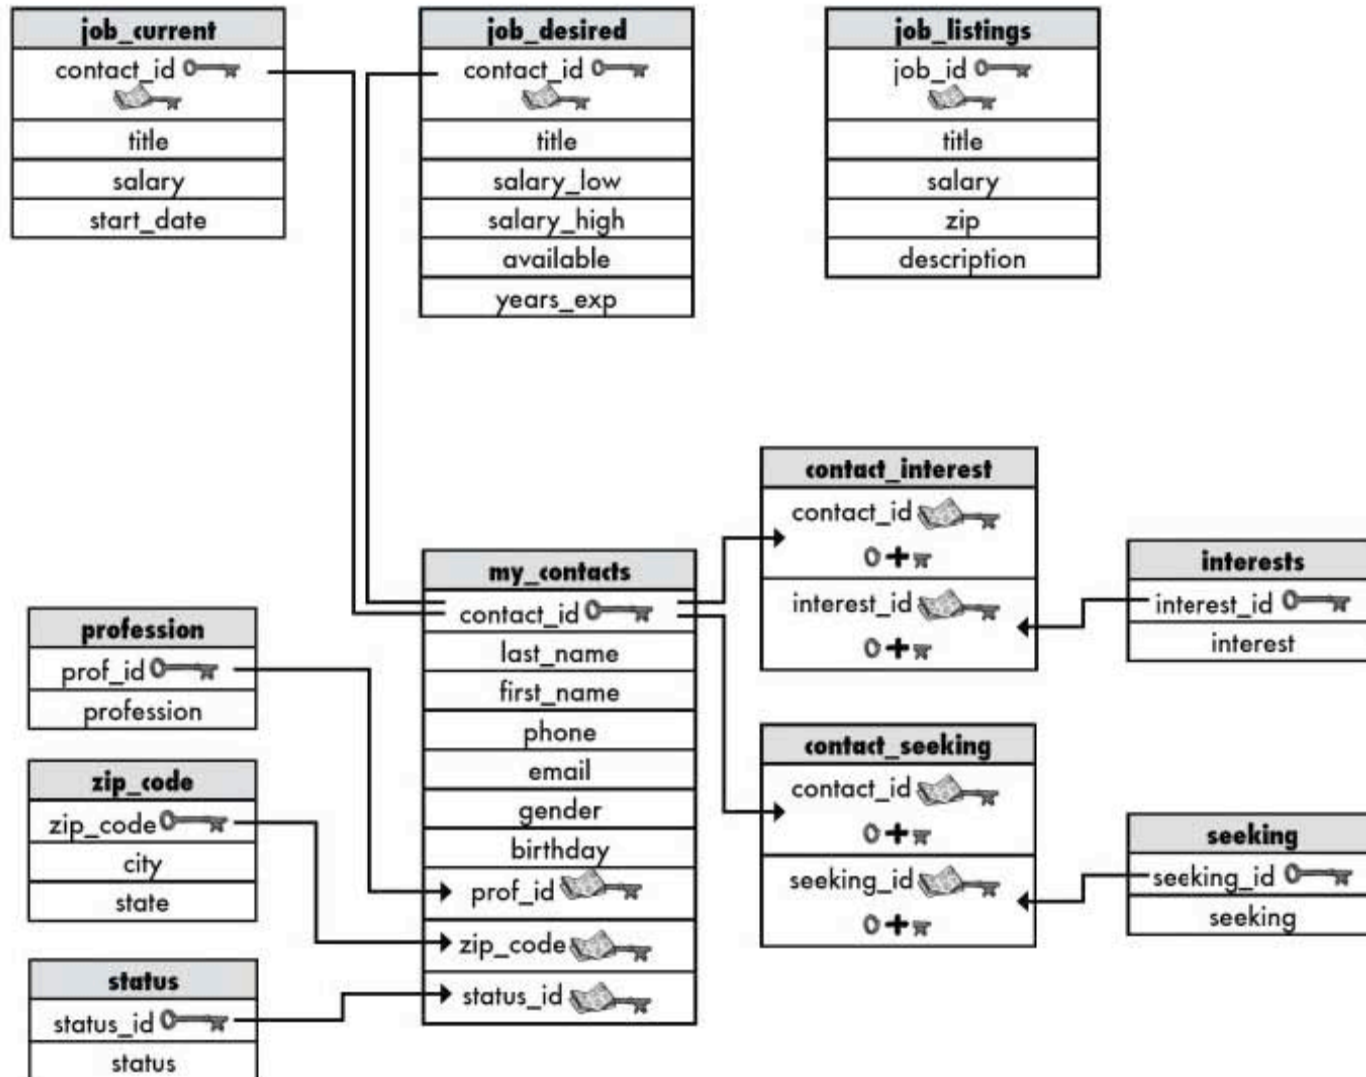 job_current
contact_id
title
salary
start_date
job_desired
contact_id
title
salary_low
salary_high
available
years_exp
job_listings
job_id
title
salary
zip
description
my_contacts
contact_id
last_name
first_name
phone
email
gender
birthday
prof_id
zip_code
status_id
profession
prof_id
profession
zip_code
zip_code
city
state
status
status_id
status
contact_interest
contact_id
+
interest_id
+
interests
interest_id
interest
contact_seeking
contact_id
+
seeking_id
+
seeking
seeking_id
seeking